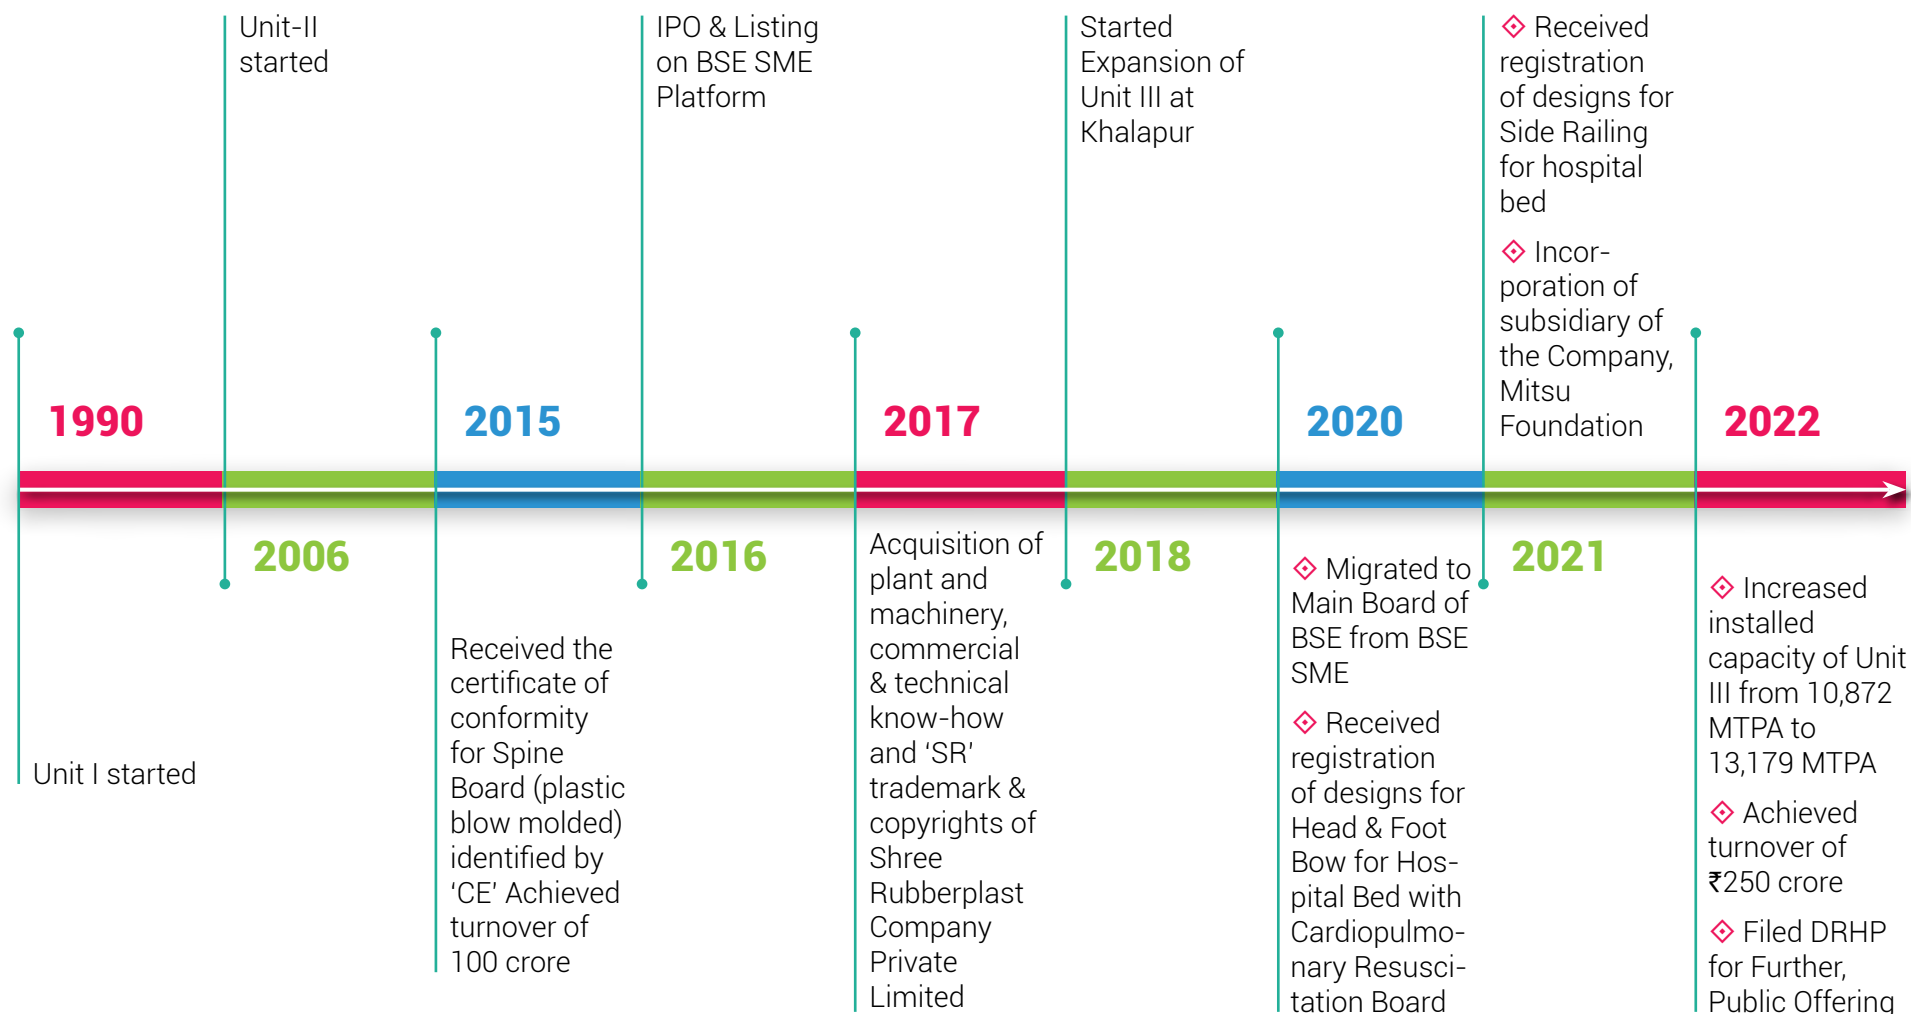 1990
Unit I started
Unit-II
started
2006
2015
Received the
certificate of
conformity
for Spine
Board (plastic
blow molded)
identified by
‘CE’ Achieved
turnover of
100 crore
IPO & Listing
on BSE SME
Platform
2016
2017
Acquisition of
plant and
machinery,
commercial
& technical
know-how
and ‘SR’
trademark &
copyrights of
Shree
Rubberplast
Company
Private
Limited
Started
Expansion of
Unit III at
Khalapur
2018
2020
Migrated to
Main Board of
BSE from BSE
SME
Received
registration
of designs for
Head & Foot
Bow for Hos-
pital Bed with
Cardiopulmo-
nary Resusci-
tation Board
Received
registration
of designs for
Side Railing
for hospital
bed
Incor-
poration of
subsidiary of
the Company,
Mitsu
Foundation
2021
2022
Increased
installed
capacity of Unit
III from 10,872
MTPA to
13,179 MTPA
Achieved
turnover of
₹250 crore
Filed DRHP
for Further,
Public Offering